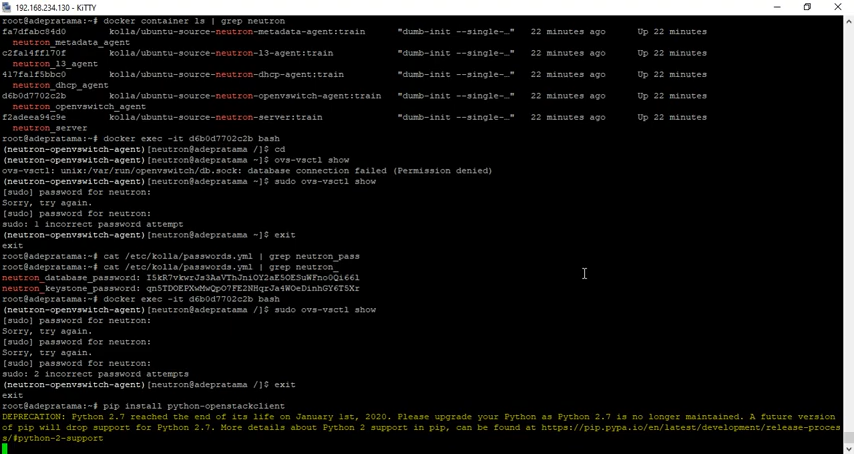 192.168.234.130 - KiTTY
root@adepratama:~# docker container ls | grep neutron
fa7dfabc84d0 kolla/ubuntu-source-neutron-metadata-agent:train "dumb-init --single-…" 22 minutes ago Up 22 minutes
neutron_metadata_agent
c2fa14ff170f kolla/ubuntu-source-neutron-l3-agent:train "dumb-init --single-…" 22 minutes ago Up 22 minutes
neutron_l3_agent
417fa1f5bbc0 kolla/ubuntu-source-neutron-dhcp-agent:train "dumb-init --single-…" 22 minutes ago Up 22 minutes
neutron_dhcp_agent
d6b0d7702c2b kolla/ubuntu-source-neutron-openvswitch-agent:train "dumb-init --single-…" 22 minutes ago Up 22 minutes
neutron_openvswitch_agent
f2adeea94c9e kolla/ubuntu-source-neutron-server:train "dumb-init --single-…" 22 minutes ago Up 22 minutes
neutron_server
root@adepratama:~# docker exec -it d6b0d7702c2b bash
(neutron-openvswitch-agent)[neutron@adepratama /]$ cd
(neutron-openvswitch-agent)[neutron@adepratama ~]$ ovs-vsctl show
ovs-vsctl: unix:/var/run/openvswitch/db.sock: database connection failed (Permission denied)
(neutron-openvswitch-agent)[neutron@adepratama ~]$ sudo ovs-vsctl show
[sudo] password for neutron:
Sorry, try again.
[sudo] password for neutron:
sudo: 1 incorrect password attempt
(neutron-openvswitch-agent)[neutron@adepratama ~]$ exit
exit
root@adepratama:~# cat /etc/kolla/passwords.yml | grep neutron_pass
root@adepratama:~# cat /etc/kolla/passwords.yml | grep neutron_
neutron_database_password: I5kR7vkwrJs3AaVThJniOY2aE5OESuWFno0Qi66l
neutron_keystone_password: qn5TDOEPXwMwQpO7FE2NHqrJa4WOeDinhGY6T5Xr
root@adepratama:~# docker exec -it d6b0d7702c2b bash
(neutron-openvswitch-agent)[neutron@adepratama /]$ sudo ovs-vsctl show
[sudo] password for neutron:
Sorry, try again.
[sudo] password for neutron:
Sorry, try again.
[sudo] password for neutron:
sudo: 2 incorrect password attempts
(neutron-openvswitch-agent)[neutron@adepratama /]$ exit
exit
root@adepratama:~# pip install python-openstackclient
DEPRECATION: Python 2.7 reached the end of its life on January 1st, 2020. Please upgrade your Python as Python 2.7 is no longer maintained. A future version
of pip will drop support for Python 2.7. More details about Python 2 support in pip, can be found at https://pip.pypa.io/en/latest/development/release-proces
s/#python-2-support